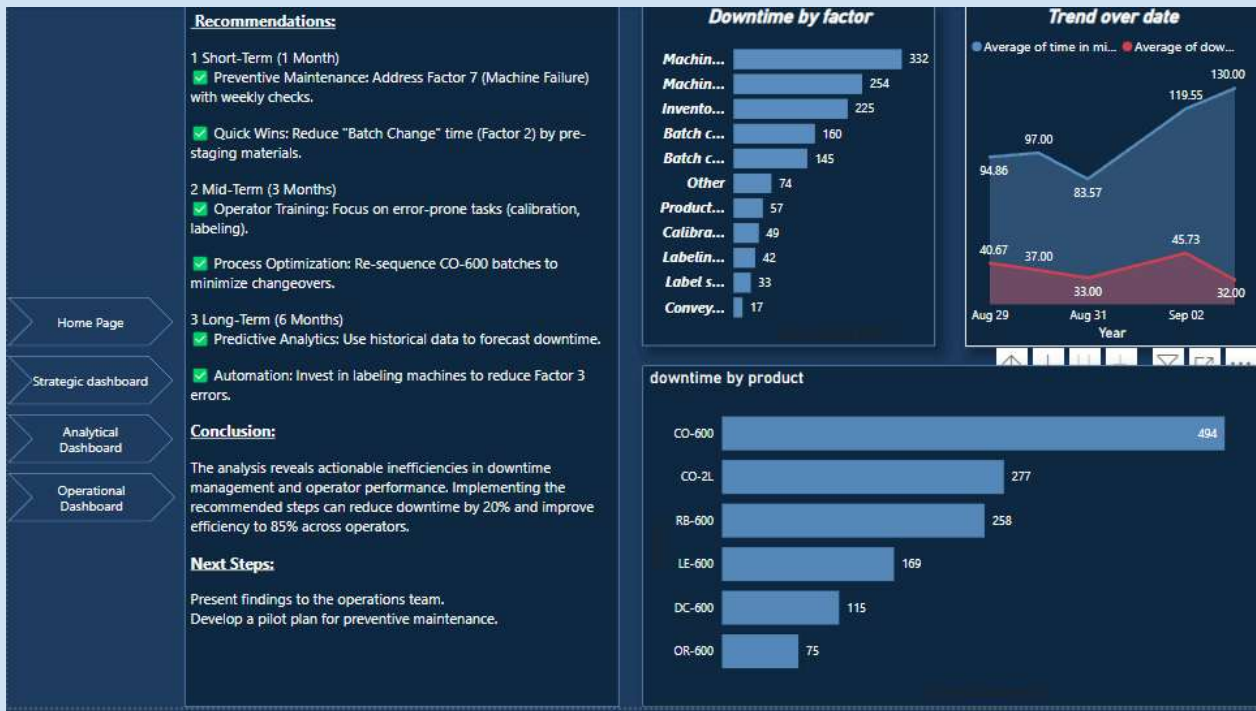 Recommendations:
1 Short-Term (1 Month)
✅ Preventive Maintenance: Address Factor 7 (Machine Failure)
with weekly checks.
✅ Quick Wins: Reduce "Batch Change" time (Factor 2) by pre-
staging materials.
2 Mid-Term (3 Months)
✅ Operator Training: Focus on error-prone tasks (calibration,
labeling).
✅ Process Optimization: Re-sequence CO-600 batches to
minimize changeovers.
3 Long-Term (6 Months)
✅ Predictive Analytics: Use historical data to forecast downtime.
✅ Automation: Invest in labeling machines to reduce Factor 3
errors.
Conclusion:
The analysis reveals actionable inefficiencies in downtime
management and operator performance. Implementing the
recommended steps can reduce downtime by 20% and improve
efficiency to 85% across operators.
Next Steps:
Present findings to the operations team.
Develop a pilot plan for preventive maintenance.
Home Page
Strategic dashboard
Analytical
Dashboard
Operational
Dashboard
Downtime by factor
Machin... 332
Machin... 254
Invento... 225
Batch c... 160
Batch c... 145
Other 74
Product... 57
Calibra... 49
Labelin... 42
Label s... 33
Convey... 17
Trend over date
Average of time in mi... Average of dow...
130.00
119.55
97.00
94.86
83.57
45.73
40.67
37.00
33.00
32.00
Aug 29 Aug 31 Sep 02
Year
downtime by product
CO-600 494
CO-2L 277
RB-600 258
LE-600 169
DC-600 115
OR-600 75